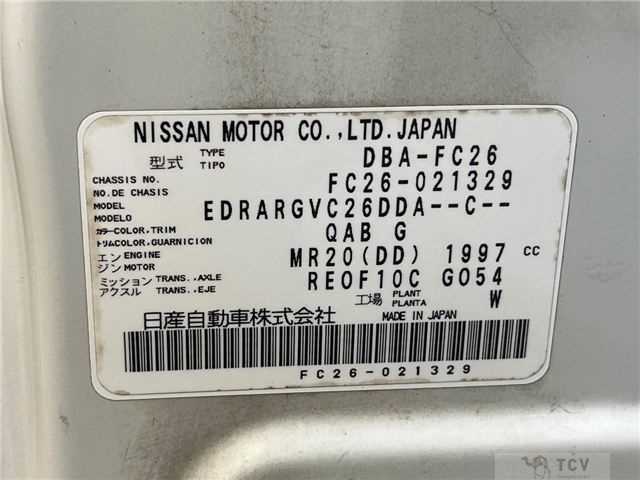 NISSAN MOTOR CO.,LTD.JAPAN
型式 TYPE TIPO DBA-FC26
CHASSIS NO. NO.DE CHASIS FC26-021329
MODEL MODELO EDRARGVC26DDA--C--
カラーCOLOR,TRIM トリムCOLOR,GUARNICION QAB G
エンジン ENGINE MOTOR MR20(DD) 1997 CC
ミッション TRANS.,AXLE アクスル TRANS.,EJE RE0F10C G054
工場 PLANT PLANTA W
日産自動車株式会社 MADE IN JAPAN
FC26-021329
TCV